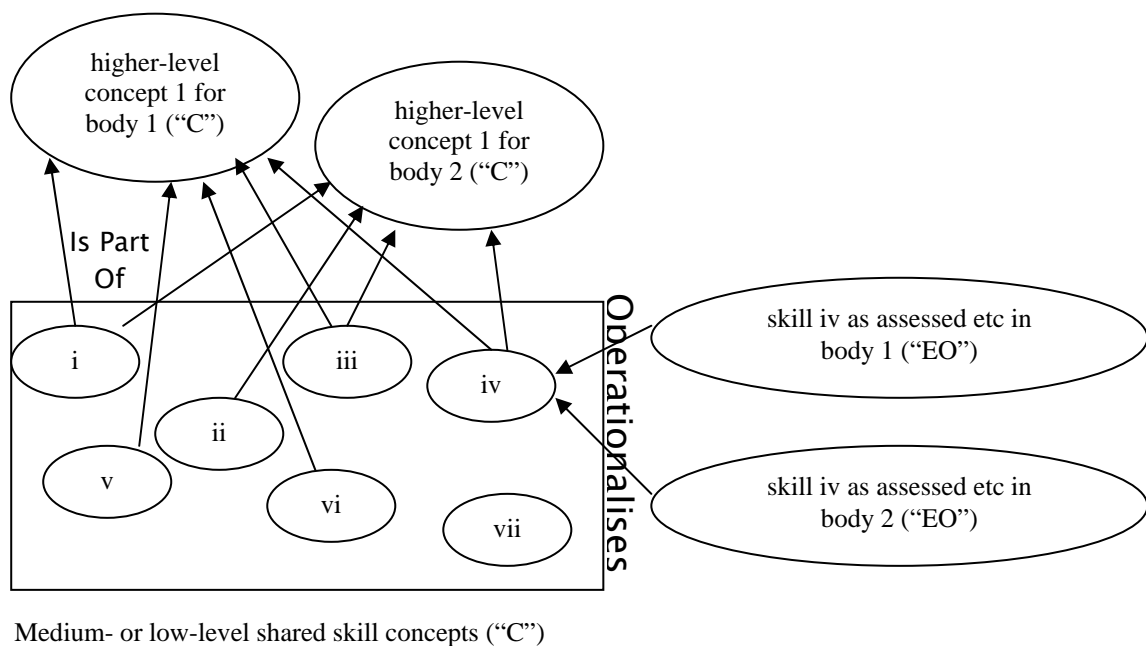 higher-level
concept 1 for
body 1 (“C”)
higher-level
concept 1 for
body 2 (“C”)
Is Part
Of
Operationalises
i
ii
iii
iv
v
vi
vii
skill iv as assessed etc in
body 1 (“EO”)
skill iv as assessed etc in
body 2 (“EO”)
Medium- or low-level shared skill concepts (“C”)